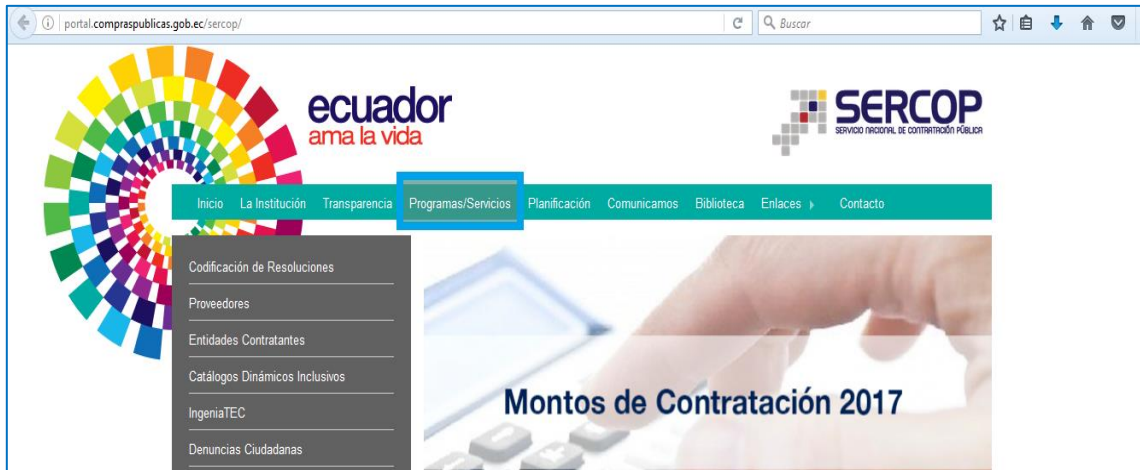 portal.compraspublicas.gob.ec/sercop/
Buscar
ecuador
ama la vida
SERCOP
SERVICIO NACIONAL DE CONTRATACIÓN PÚBLICA
Inicio La Institución Transparencia Programas/Servicios Planificación Comunicamos Biblioteca Enlaces Contacto
Codificación de Resoluciones
Proveedores
Entidades Contratantes
Catálogos Dinámicos Inclusivos
IngeniaTEC
Denuncias Ciudadanas
Montos de Contratación 2017